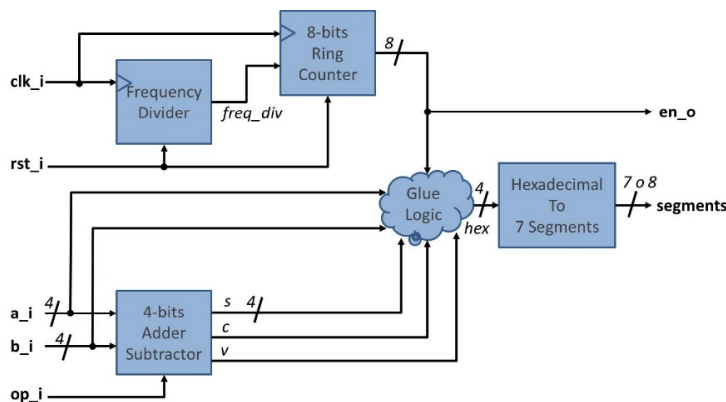 8-bits
Ring
Counter
8
clk_i
Frequency
Divider
freq_div
en_o
rst_i
Glue
Logic
4
hex
Hexadecimal
To
7 Segments
7 o 8
segments
a_i
4
b_i
4
4-bits
Adder
Subtractor
s
4
c
v
op_i